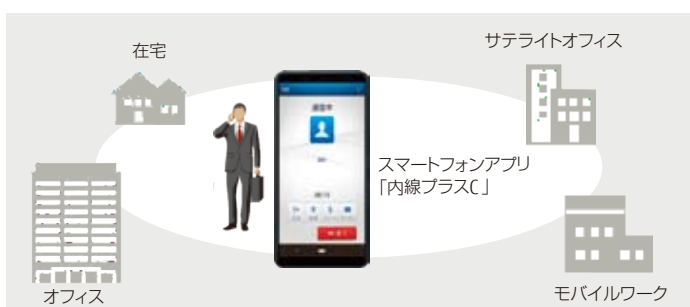 在宅
サテライトオフィス
スマートフォンアプリ
「内線プラスC」
オフィス
モバイルワーク